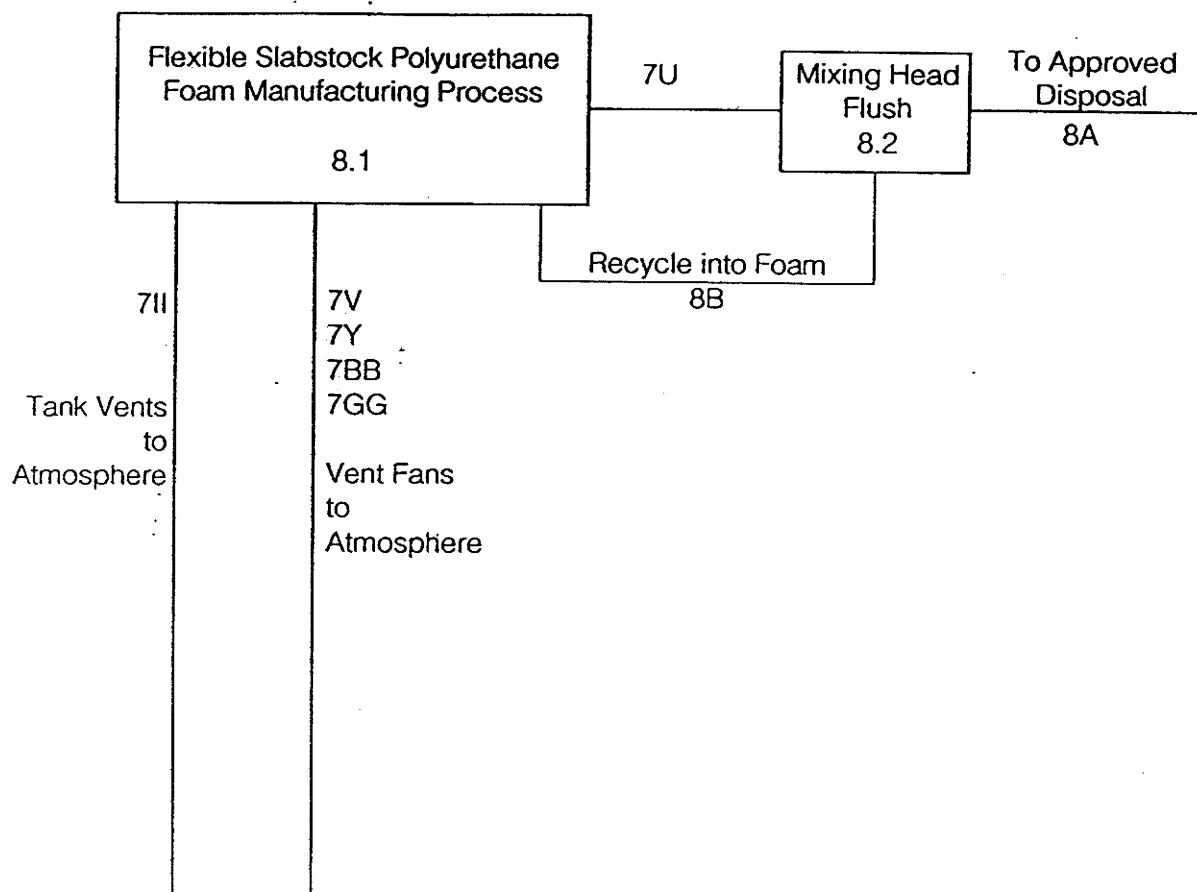 Flexible Slabstock Polyurethane
Foam Manufacturing Process
8.1
7U
Mixing Head
Flush
8.2
To Approved
Disposal
8A
Recycle into Foam
8B
7II
Tank Vents
to
Atmosphere
7V
7Y
7BB
7GG
Vent Fans
to
Atmosphere